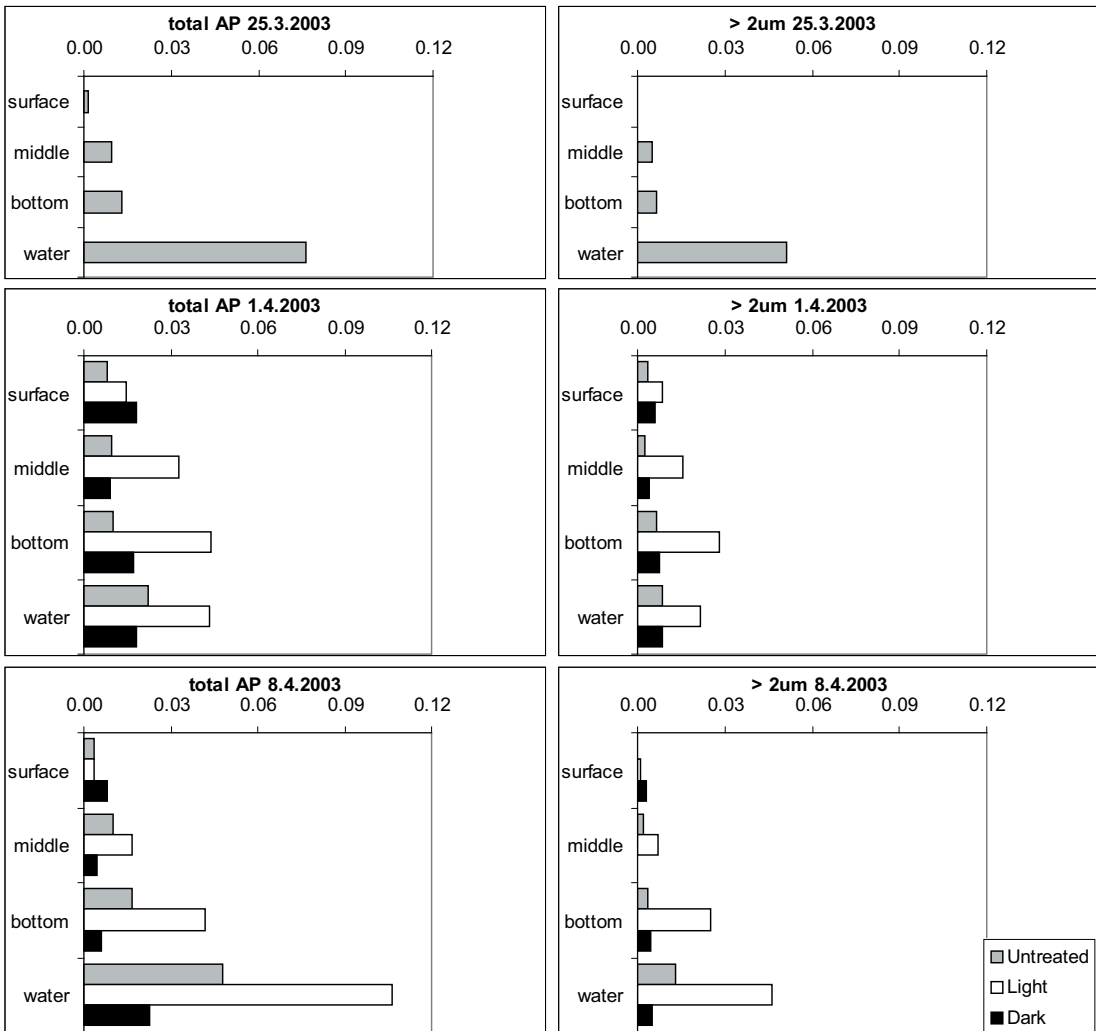 total AP 25.3.2003
0.00 0.03 0.06 0.09 0.12
surface
middle
bottom
water
> 2um 25.3.2003
0.00 0.03 0.06 0.09 0.12
surface
middle
bottom
water
total AP 1.4.2003
0.00 0.03 0.06 0.09 0.12
surface
middle
bottom
water
> 2um 1.4.2003
0.00 0.03 0.06 0.09 0.12
surface
middle
bottom
water
total AP 8.4.2003
0.00 0.03 0.06 0.09 0.12
surface
middle
bottom
water
> 2um 8.4.2003
0.00 0.03 0.06 0.09 0.12
surface
middle
bottom
water
Untreated
Light
Dark